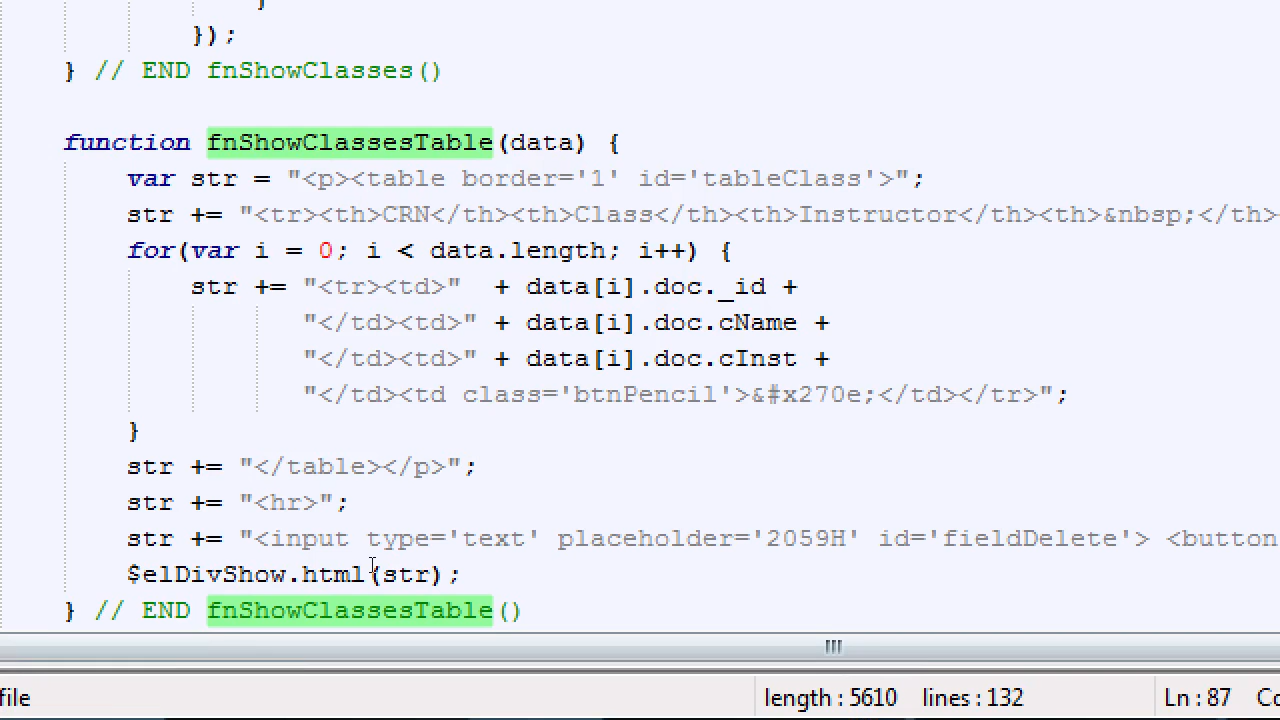 }
});
} // END fnShowClasses()
function fnShowClassesTable(data) {
var str = "<p><table border='1' id='tableClass'>";
str += "<tr><th>CRN</th><th>Class</th><th>Instructor</th><th>&nbsp;</th>
for(var i = 0; i < data.length; i++) {
str += "<tr><td>" + data[i].doc._id +
"</td><td>" + data[i].doc.cName +
"</td><td>" + data[i].doc.cInst +
"</td><td class='btnPencil'>&#x270e;</td></tr>";
}
str += "</table></p>";
str += "<hr>";
str += "<input type='text' placeholder='2059H' id='fieldDelete'> <button
$elDivShow.html(str);
} // END fnShowClassesTable()
file length : 5610 lines : 132 Ln : 87 Co